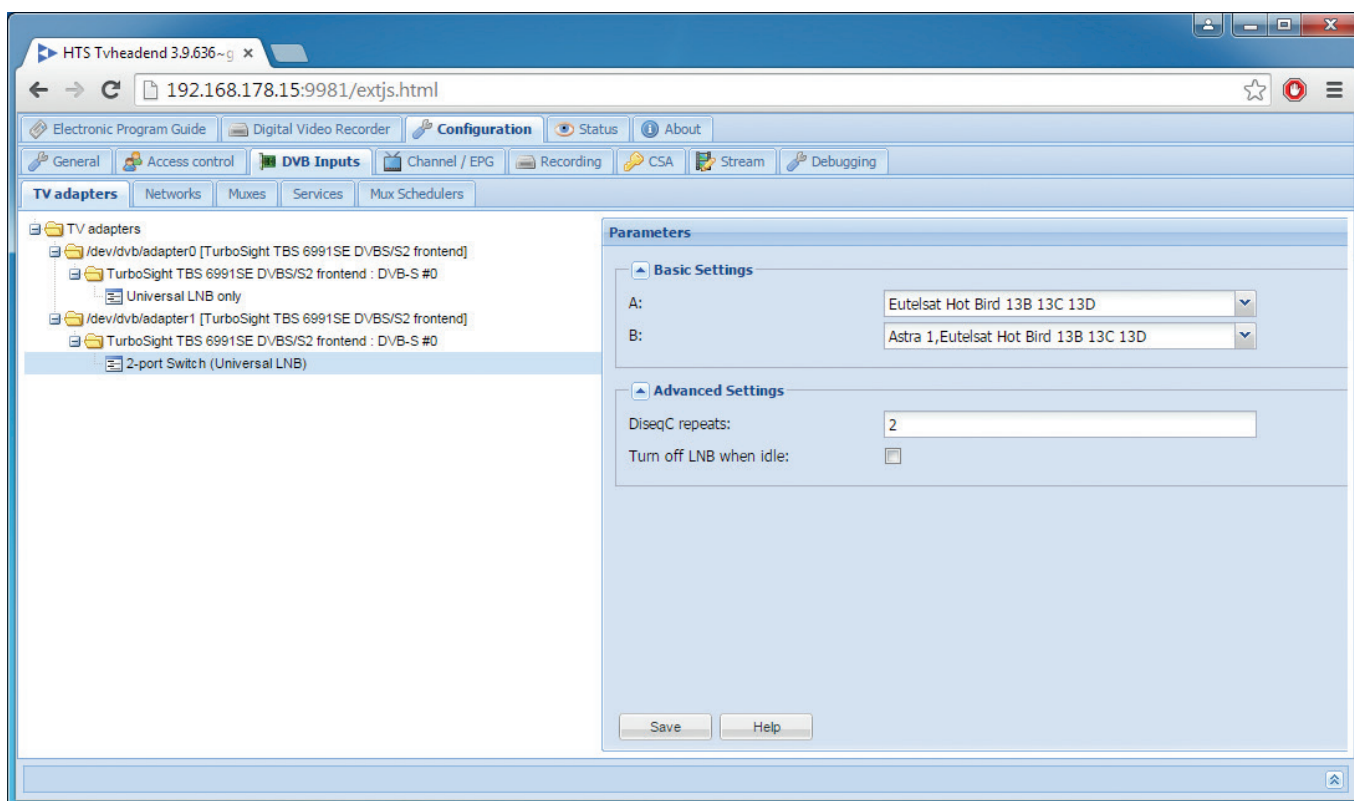 HTS Tvheadend 3.9.636~g
192.168.178.15:9981/extjs.html
Electronic Program Guide Digital Video Recorder Configuration Status About
General Access control DVB Inputs Channel / EPG Recording CSA Stream Debugging
TV adapters Networks Muxes Services Mux Schedulers
TV adapters
/dev/dvb/adapter0 [TurboSight TBS 6991SE DVBS/S2 frontend]
TurboSight TBS 6991SE DVBS/S2 frontend : DVB-S #0
Universal LNB only
/dev/dvb/adapter1 [TurboSight TBS 6991SE DVBS/S2 frontend]
TurboSight TBS 6991SE DVBS/S2 frontend : DVB-S #0
2-port Switch (Universal LNB)
Parameters
Basic Settings
A: Eutelsat Hot Bird 13B 13C 13D
B: Astra 1,Eutelsat Hot Bird 13B 13C 13D
Advanced Settings
DiseqC repeats: 2
Turn off LNB when idle:
Save Help